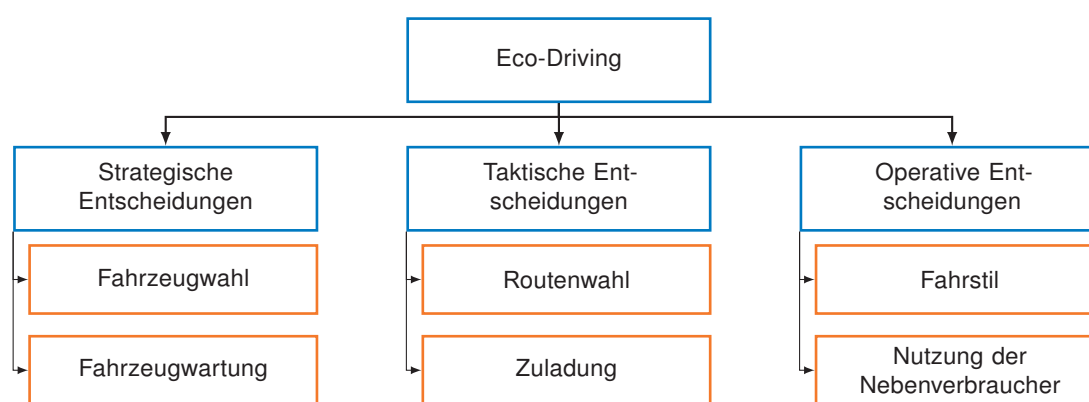 Eco-Driving
Strategische
Entscheidungen
Taktische Ent-
scheidungen
Operative Ent-
scheidungen
Fahrzeugwahl
Routenwahl
Fahrstil
Fahrzeugwartung
Zuladung
Nutzung der
Nebenverbraucher